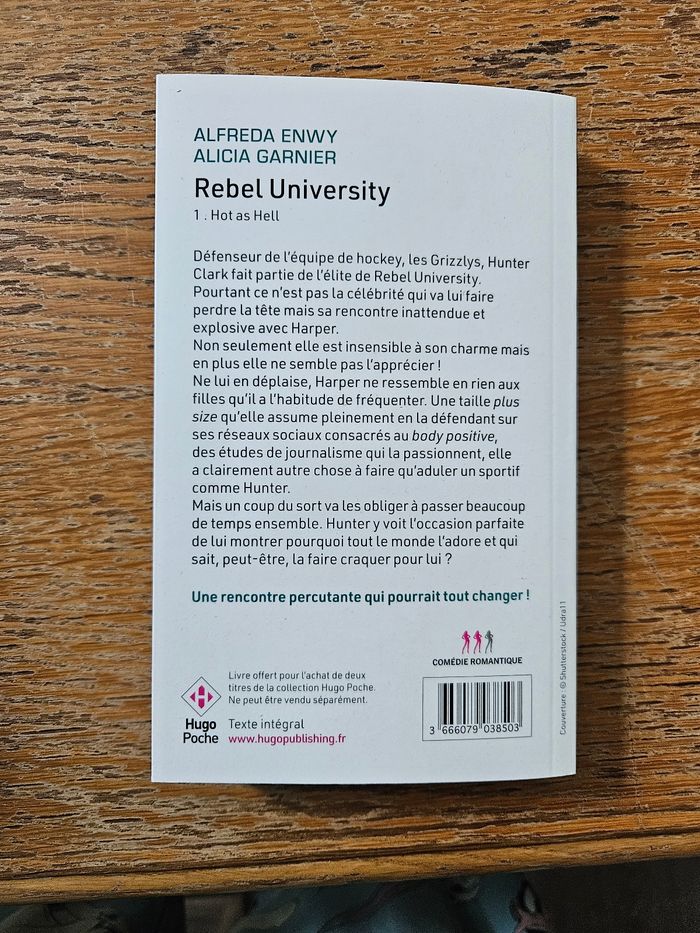 ALFREDA ENWY
ALICIA GARNIER
Rebel University
1 . Hot as Hell
Défenseur de l'équipe de hockey, les Grizzlys, Hunter
Clark fait partie de l'élite de Rebel University.
Pourtant ce n'est pas la célébrité qui va lui faire
perdre la tête mais sa rencontre inattendue et
explosive avec Harper.
Non seulement elle est insensible à son charme mais
en plus elle ne semble pas l'apprécier !
Ne lui en déplaise, Harper ne ressemble en rien aux
filles qu'il a l'habitude de fréquenter. Une taille plus
size qu'elle assume pleinement en la défendant sur
ses réseaux sociaux consacrés au body positive,
des études de journalisme qui la passionnent, elle
a clairement autre chose à faire qu'aduler un sportif
comme Hunter.
Mais un coup du sort va les obliger à passer beaucoup
de temps ensemble. Hunter y voit l'occasion parfaite
de lui montrer pourquoi tout le monde l'adore et qui
sait, peut-être, la faire craquer pour lui ?
Une rencontre percutante qui pourrait tout changer !
COMÉDIE ROMANTIQUE
Livre offert pour l'achat de deux
titres de la collection Hugo Poche.
Ne peut être vendu séparément.
Hugo
Poche
Texte intégral
www.hugopublishing.fr
3 666079 038503
Couverture : © Shutterstock / Udra11